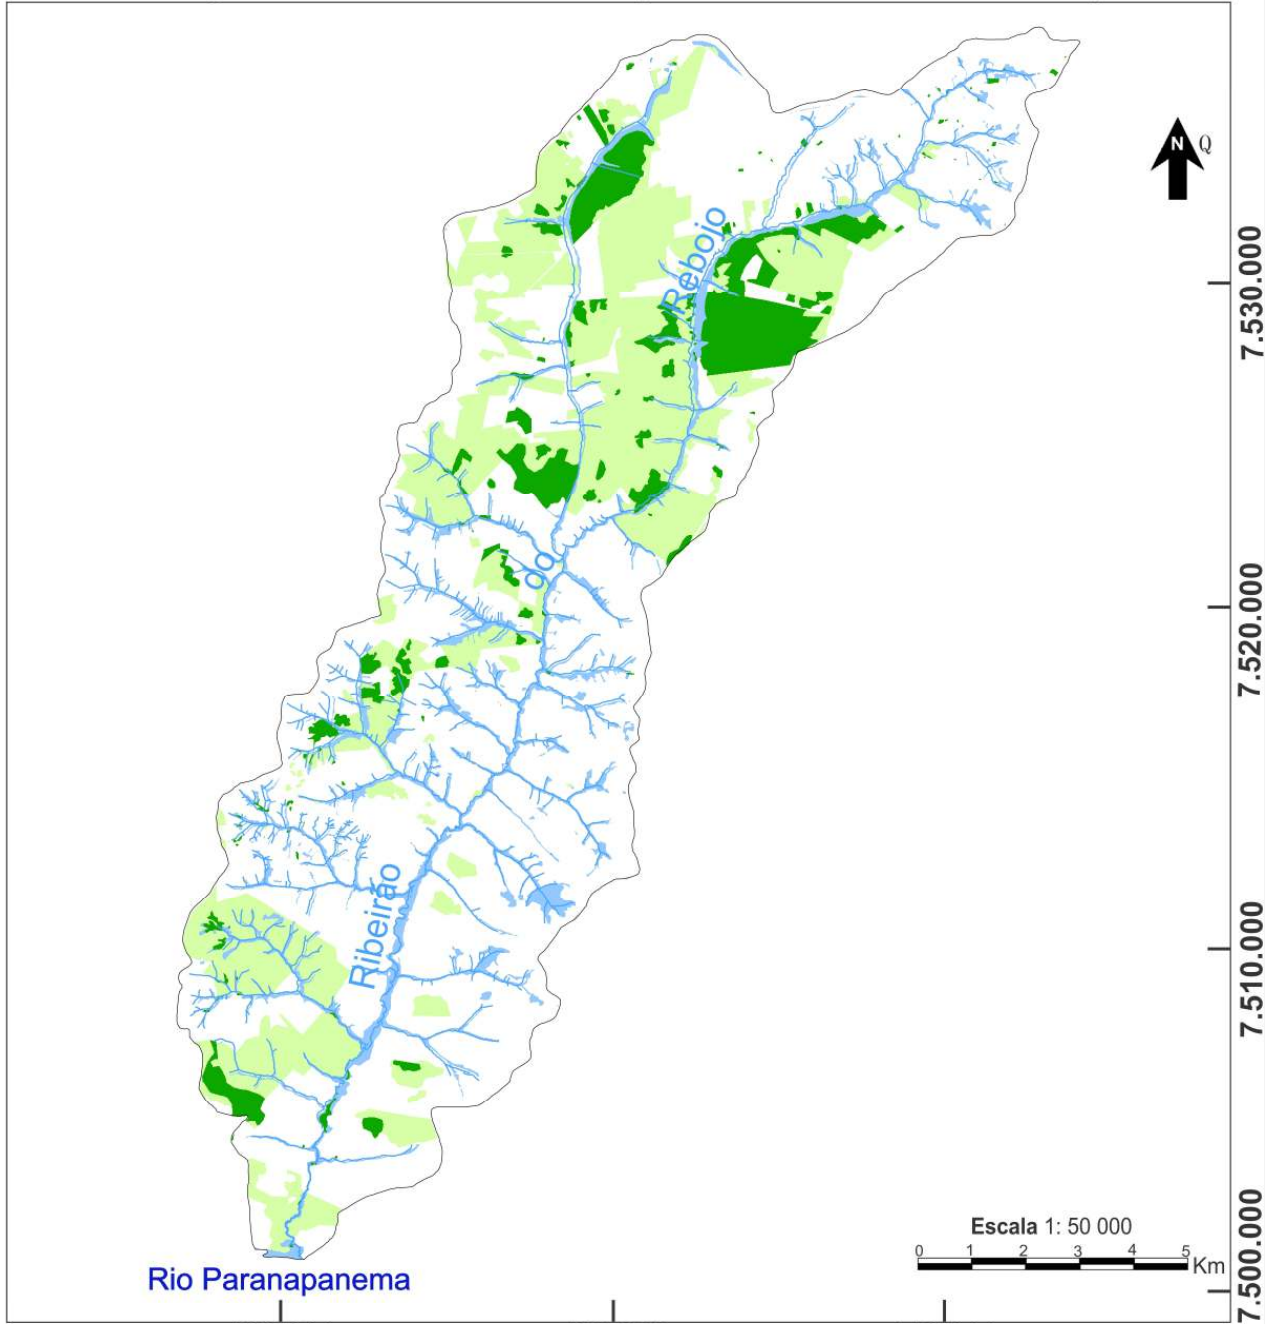 N Q
Rebojo
7.530.000
go
7.520.000
Ribeirão
7.510.000
Escala 1: 50 000
0 1 2 3 4 5
Km
Rio Paranapanema
7.500.000